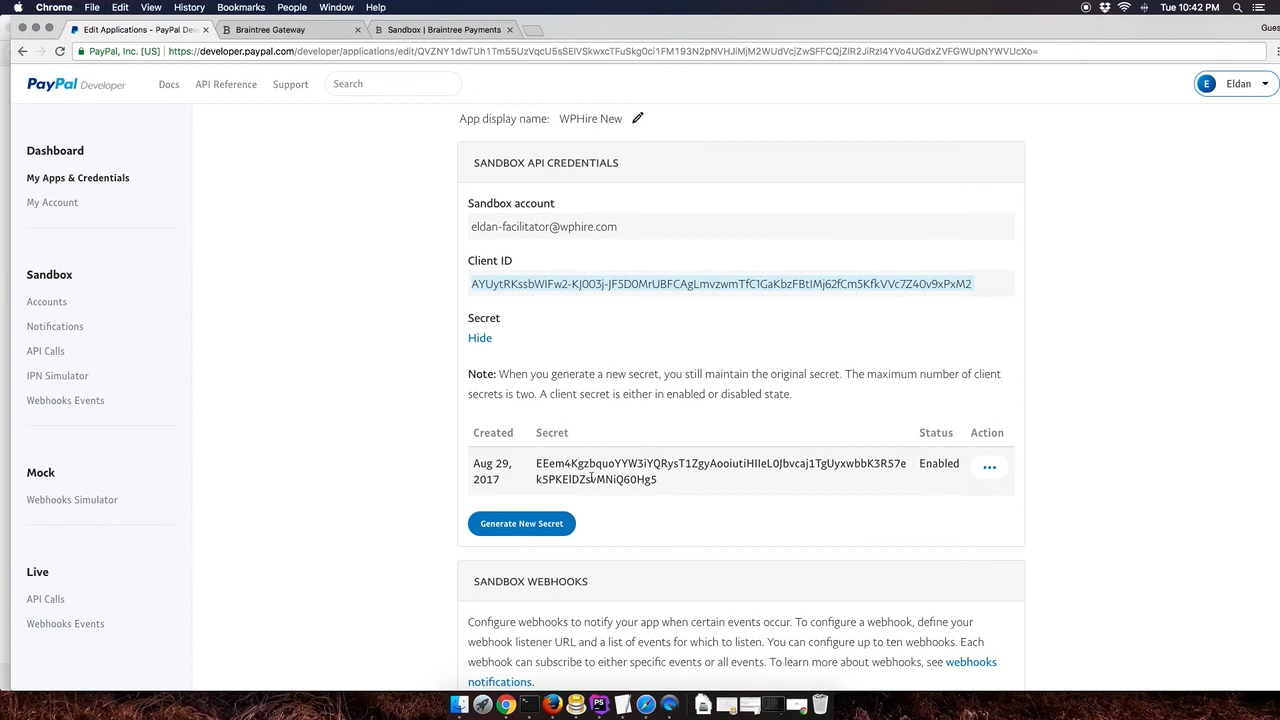 Chrome File Edit View History Bookmarks People Window Help
Tue 10:42 PM
Edit Applications - PayPal Dev
Braintree Gateway
Sandbox | Braintree Payments
Gues
PayPal, Inc. [US]
PayPal Developer
Docs API Reference Support Search
E Eldan
App display name: WPHire New
Dashboard
My Apps & Credentials
My Account
Sandbox
Accounts
Notifications
API Calls
IPN Simulator
Webhooks Events
Mock
Webhooks Simulator
Live
API Calls
Webhooks Events
SANDBOX API CREDENTIALS
Sandbox account
eldan-facilitator@wphire.com
Client ID
Secret
Hide
Note: When you generate a new secret, you still maintain the original secret. The maximum number of client
secrets is two. A client secret is either in enabled or disabled state.
Created Secret Status Action
Aug 29,
2017
Enabled
Generate New Secret
SANDBOX WEBHOOKS
Configure webhooks to notify your app when certain events occur. To configure a webhook, define your
webhook listener URL and a list of events for which to listen. You can configure up to ten webhooks. Each
webhook can subscribe to either specific events or all events. To learn more about webhooks, see webhooks
notifications.
PS